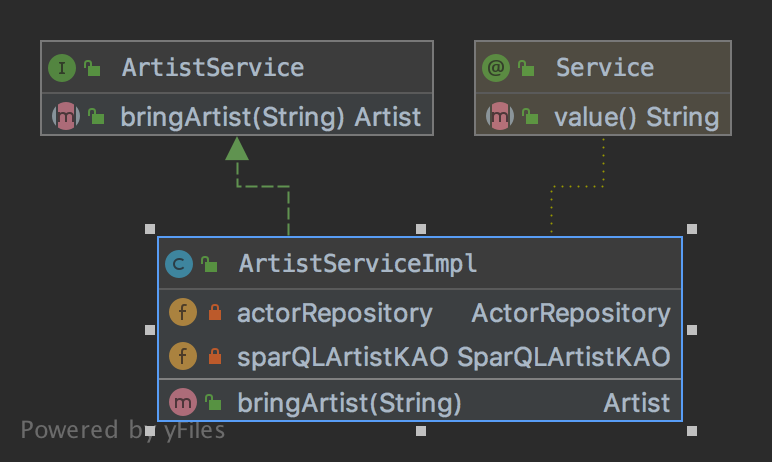 I ArtistService
m bringArtist(String) Artist
@ Service
m value() String
C ArtistServiceImpl
f actorRepository ActorRepository
f sparQLArtistKAO SparQLArtistKAO
m bringArtist(String) Artist
Powered by yFiles